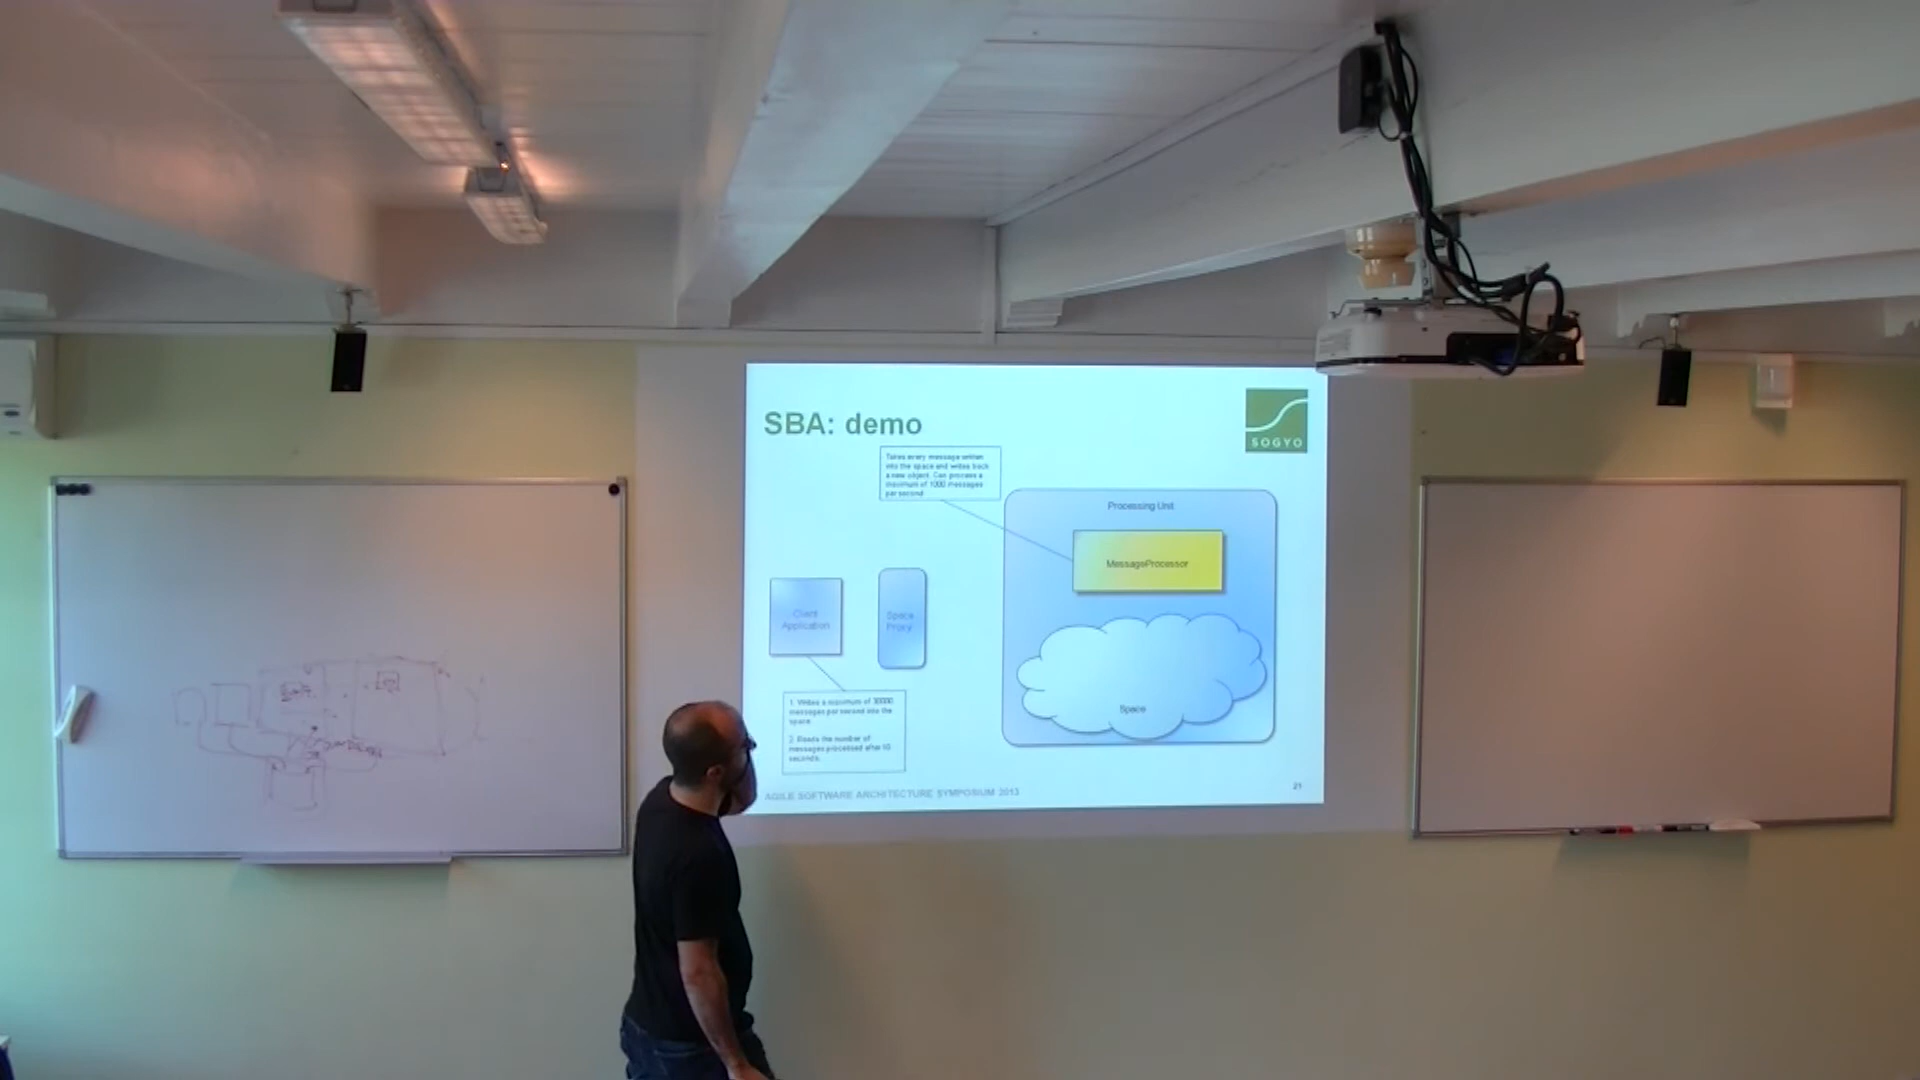 SBA: demo
SOGYO
Takes every message written
into the space and writes back
a new object. Can process a
maximum of 1000 messages
per second
Processing Unit
MessageProcessor
Client
Application
Space
Proxy
Space
1. Writes a maximum of 30000
messages per second into the
space
2. Reads the number of
messages processed after 10
seconds.
AGILE SOFTWARE ARCHITECTURE SYMPOSIUM 2013
21